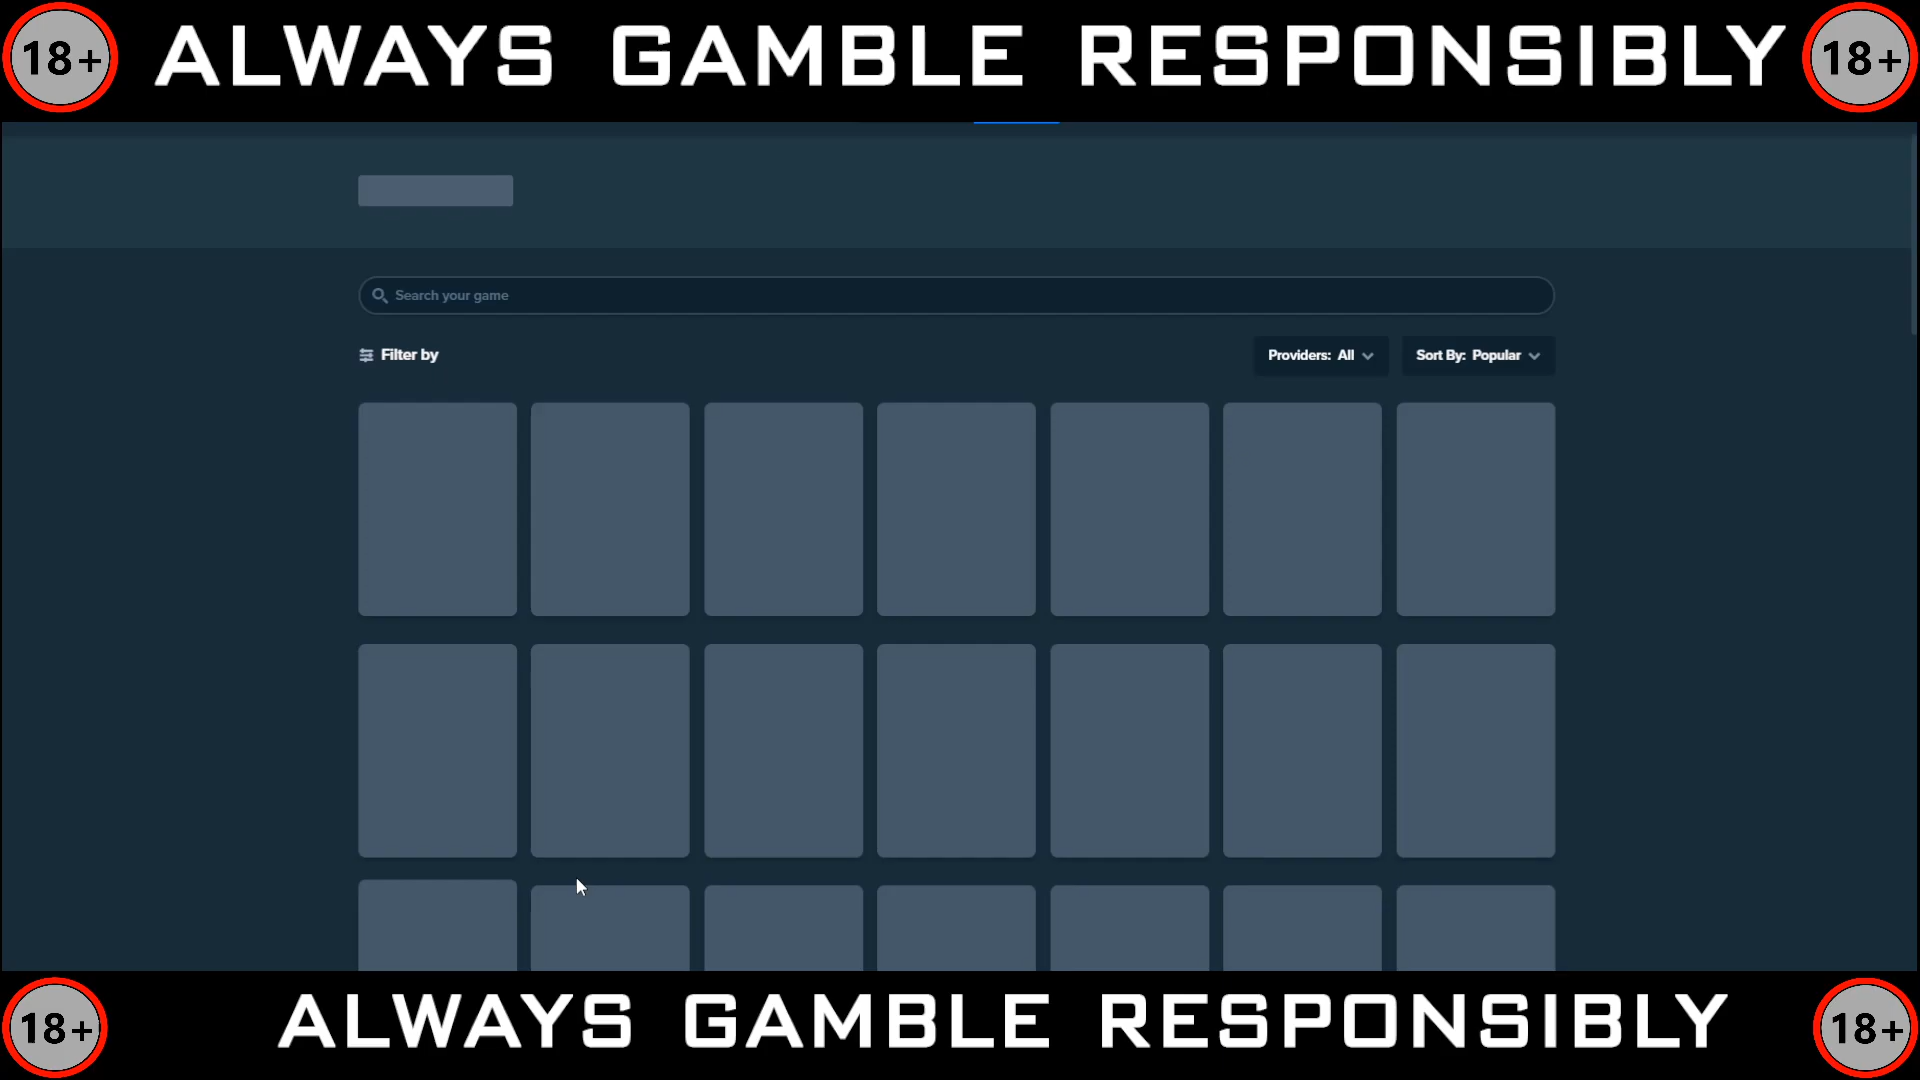 18+ ALWAYS GAMBLE RESPONSIBLY 18+
Search your game
Filter by Providers: All Sort By: Popular
18+ ALWAYS GAMBLE RESPONSIBLY 18+